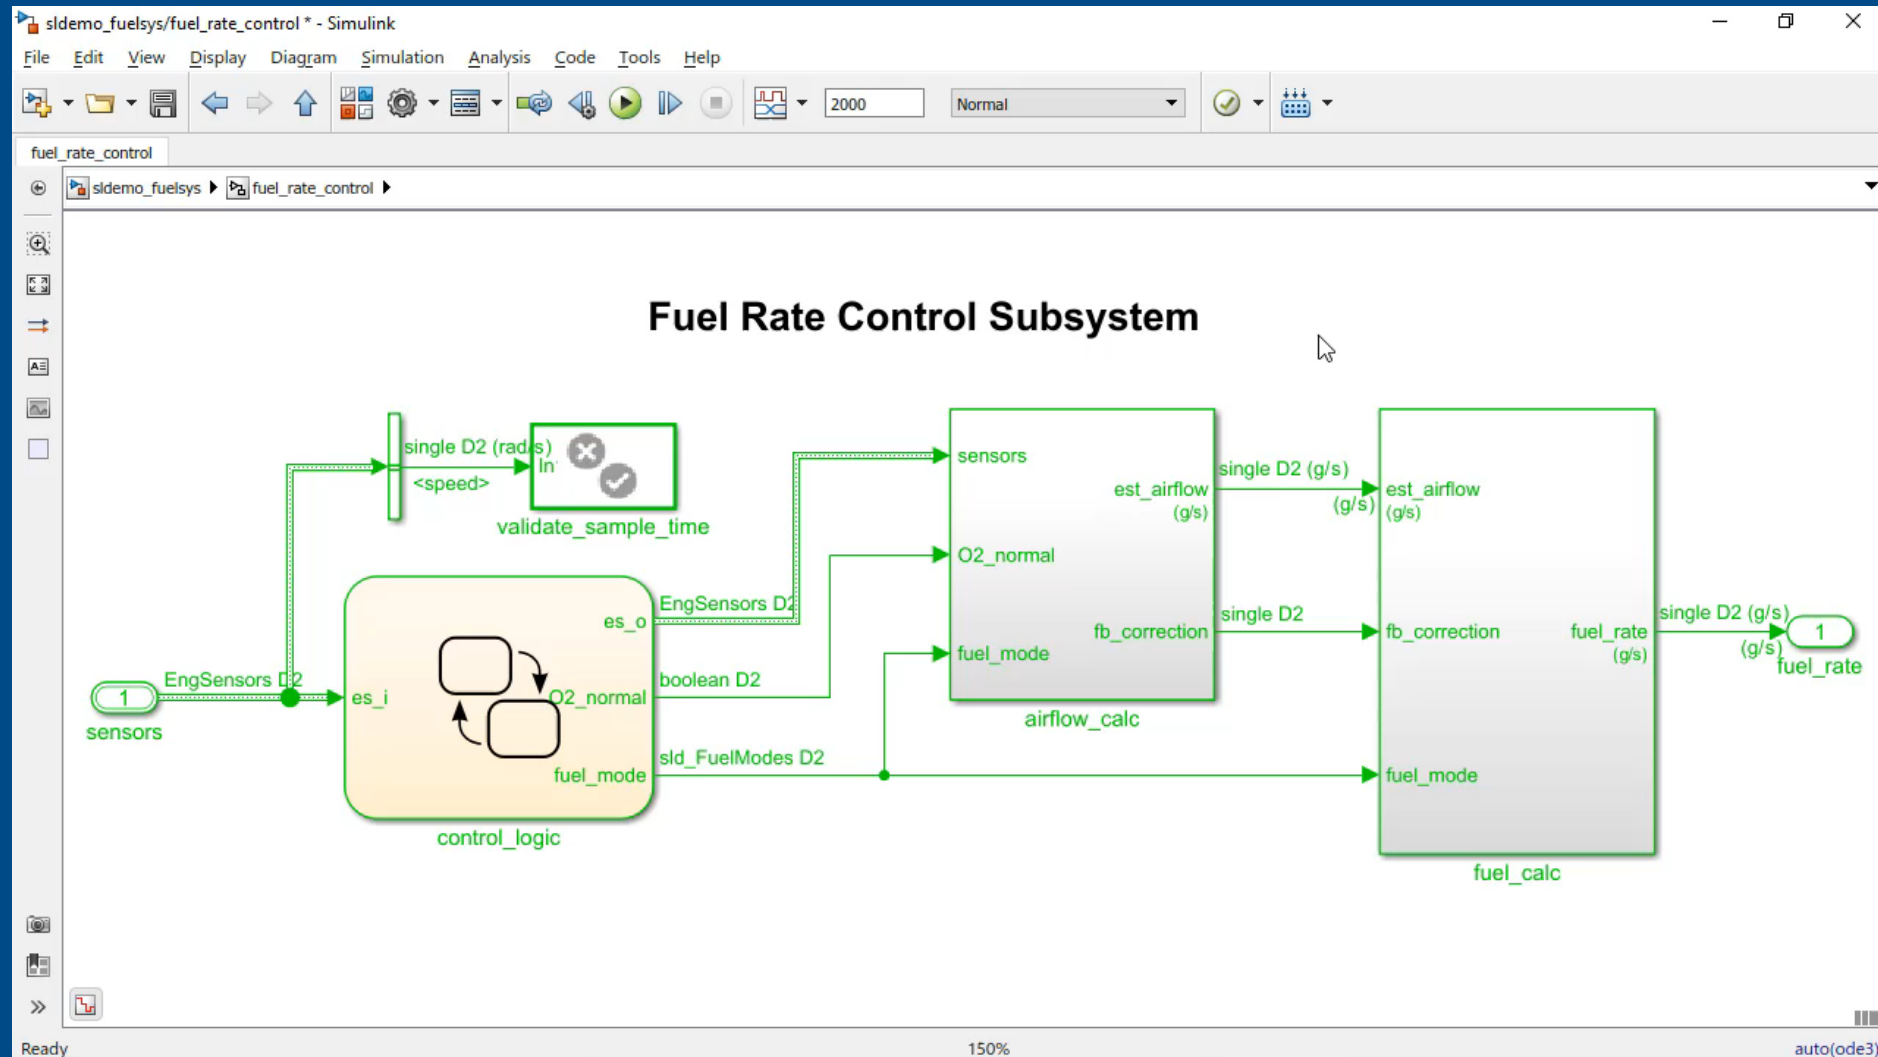 sldemo_fuelsys/fuel_rate_control * - Simulink
File Edit View Display Diagram Simulation Analysis Code Tools Help
2000 Normal
fuel_rate_control
sldemo_fuelsys fuel_rate_control
Fuel Rate Control Subsystem
single D2 (rad/s)
In
<speed>
validate_sample_time
EngSensors D2
1
sensors
es_i
es_o
O2_normal
fuel_mode
control_logic
EngSensors D2
boolean D2
sld_FuelModes D2
sensors
O2_normal
fuel_mode
est_airflow
(g/s)
fb_correction
airflow_calc
single D2 (g/s)
(g/s)
single D2
est_airflow
(g/s)
fb_correction
fuel_mode
fuel_rate
(g/s)
fuel_calc
single D2 (g/s)
(g/s)
1
fuel_rate
Ready 150% auto(ode3)